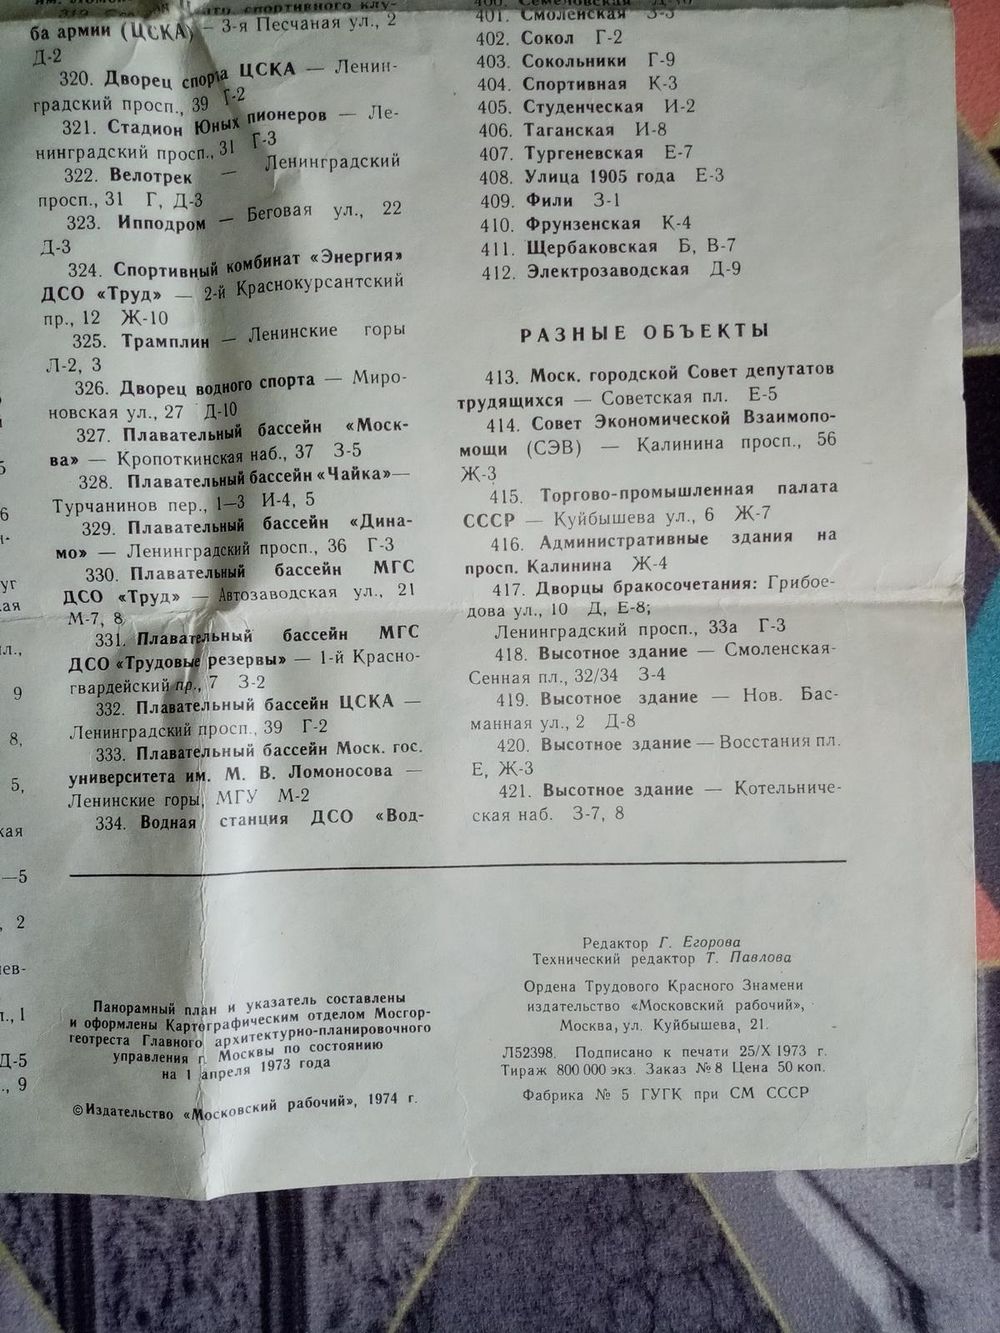 ба армии (ЦСКА) — 3-я Песчаная ул., 2
Д-2
320. Дворец спорта ЦСКА — Ленин-
градский просп., 39 Г-2
321. Стадион Юных пионеров — Ле-
нинградский просп., 31 Г-3
322. Велотрек — Ленинградский
просп., 31 Г, Д-3
323. Ипподром — Беговая ул., 22
Д-3
324. Спортивный комбинат «Энергия»
ДСО «Труд» — 2-й Краснокурсантский
пр., 12 Ж-10
325. Трамплин — Ленинские горы
Л-2, 3
326. Дворец водного спорта — Миро-
новская ул., 27 Д-10
327. Плавательный бассейн «Моск-
ва» — Кропоткинская наб., 37 З-5
328. Плавательный бассейн «Чайка»—
Турчанинов пер., 1—3 И-4, 5
329. Плавательный бассейн «Дина-
мо» — Ленинградский просп., 36 Г-3
330. Плавательный бассейн МГС
ДСО «Труд» — Автозаводская ул., 21
М-7, 8
331. Плавательный бассейн МГС
ДСО «Трудовые резервы» — 1-й Красно-
гвардейский пр., 7 З-2
332. Плавательный бассейн ЦСКА —
Ленинградский просп., 39 Г-2
333. Плавательный бассейн Моск. гос.
университета им. М. В. Ломоносова —
Ленинские горы, МГУ М-2
334. Водная станция ДСО «Вод-
401. Смоленская З-3
402. Сокол Г-2
403. Сокольники Г-9
404. Спортивная К-3
405. Студенческая И-2
406. Таганская И-8
407. Тургеневская Е-7
408. Улица 1905 года Е-3
409. Фили З-1
410. Фрунзенская К-4
411. Щербаковская Б, В-7
412. Электрозаводская Д-9
РАЗНЫЕ ОБЪЕКТЫ
413. Моск. городской Совет депутатов
трудящихся — Советская пл. Е-5
414. Совет Экономической Взаимопо-
мощи (СЭВ) — Калинина просп., 56
Ж-3
415. Торгово-промышленная палата
СССР — Куйбышева ул., 6 Ж-7
416. Административные здания на
просп. Калинина Ж-4
417. Дворцы бракосочетания: Грибое-
дова ул., 10 Д, Е-8;
Ленинградский просп., 33а Г-3
418. Высотное здание — Смоленская-
Сенная пл., 32/34 З-4
419. Высотное здание — Нов. Бас-
манная ул., 2 Д-8
420. Высотное здание — Восстания пл.
Е, Ж-3
421. Высотное здание — Котельниче-
ская наб. З-7, 8
Панорамный план и указатель составлены
и оформлены Картографическим отделом Мосгор-
геотреста Главного архитектурно-планировочного
управления г. Москвы по состоянию
на 1 апреля 1973 года
© Издательство «Московский рабочий», 1974 г.
Редактор Г. Егорова
Технический редактор Т. Павлова
Ордена Трудового Красного Знамени
издательство «Московский рабочий»,
Москва, ул. Куйбышева, 21.
Л52398. Подписано к печати 25/X 1973 г.
Тираж 800 000 экз. Заказ № 8 Цена 50 коп.
Фабрика № 5 ГУГК при СМ СССР